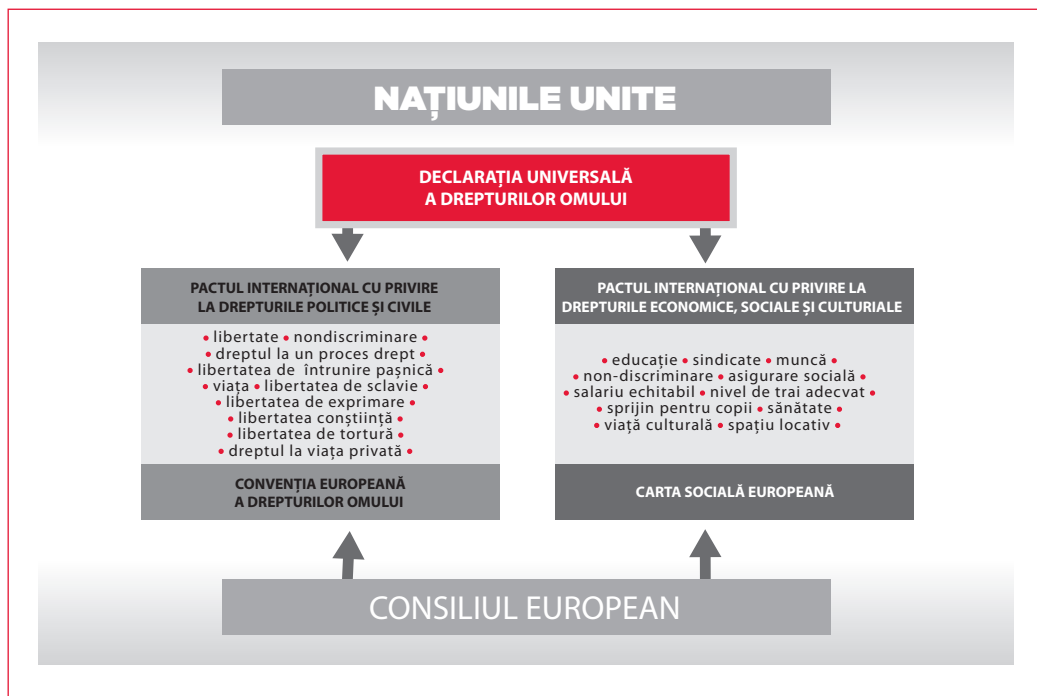 NAȚIUNILE UNITE
DECLARAȚIA UNIVERSALĂ
A DREPTURILOR OMULUI
PACTUL INTERNAȚIONAL CU PRIVIRE
LA DREPTURILE POLITICE ȘI CIVILE
• libertate • nondiscriminare •
• dreptul la un proces drept •
• libertatea de întrunire pașnică •
• viața • libertatea de sclavie •
• libertatea de exprimare •
• libertatea conștiință •
• libertatea de tortură •
• dreptul la viața privată •
CONVENȚIA EUROPEANĂ
A DREPTURILOR OMULUI
PACTUL INTERNAȚIONAL CU PRIVIRE LA
DREPTURILE ECONOMICE, SOCIALE ȘI CULTURIALE
• educație • sindicate • muncă •
• non-discriminare • asigurare socială •
• salariu echitabil • nivel de trai adecvat •
• sprijin pentru copii • sănătate •
• viață culturală • spațiu locativ •
CARTA SOCIALĂ EUROPEANĂ
CONSILIUL EUROPEAN